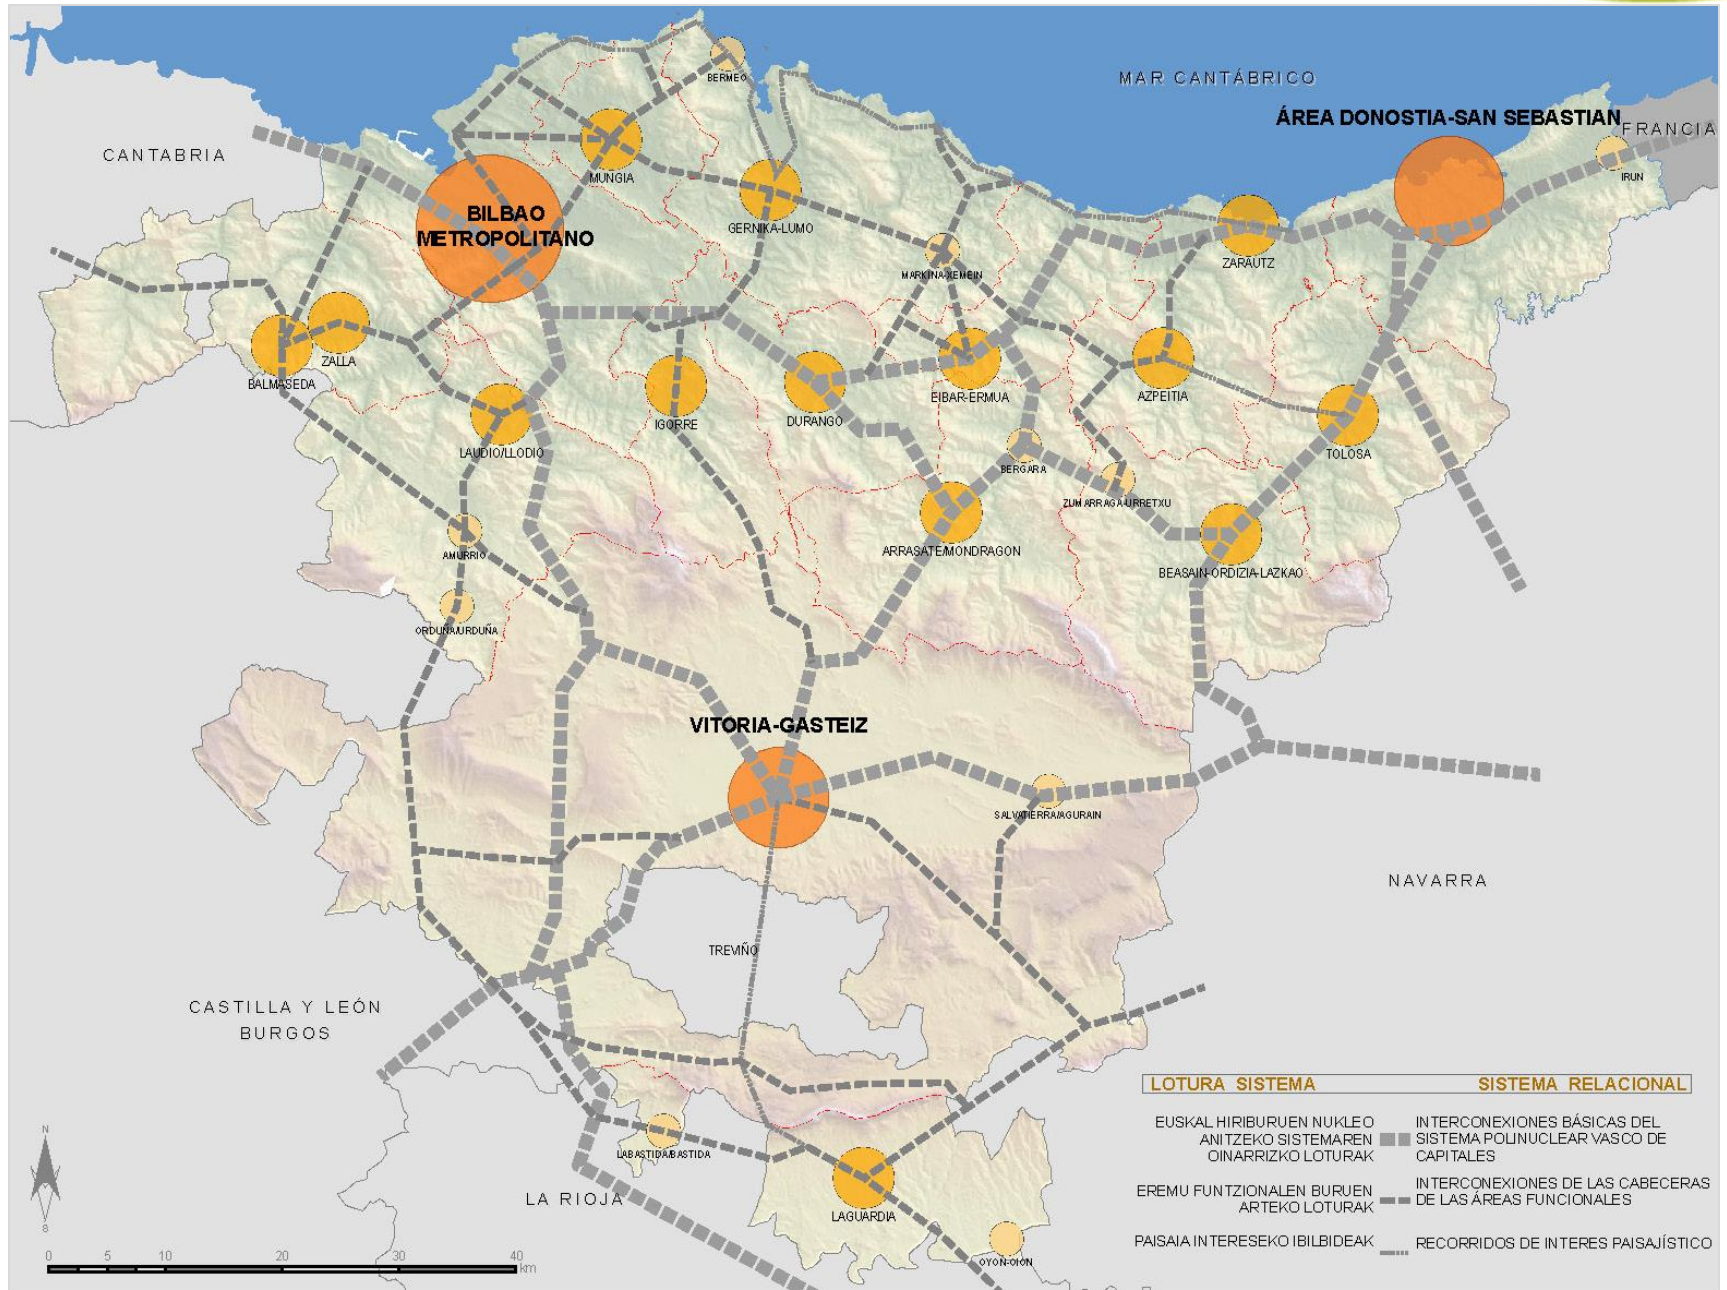 MAR CANTÁBRICO
ÁREA DONOSTIA-SAN SEBASTIAN
FRANCIA
CANTABRIA
BERMEO
IRUN
MUNGIA
BILBAO
METROPOLITANO
GERNIKA-LUMO
MARKINA-XEMEIN
ZARAUTZ
ZALLA
BALMASEDA
LAUDIO/LLODIO
IGORRE
DURANGO
EIBAR-ERMUA
AZPEITIA
TOLOSA
BERGARA
ZUMARRAGA-URRETXU
ARRASATE/MONDRAGON
BEASAIN-ORDIZIA-LAZKAO
AMURRIO
ORDUÑA/URDUÑA
VITORIA-GASTEIZ
SALVATIERRA/AGURAIN
NAVARRA
TREVIÑO
CASTILLA Y LEÓN
BURGOS
LABASTIDA/BASTIDA
LA RIOJA
LAGUARDIA
OYON-OION
LOTURA SISTEMA
SISTEMA RELACIONAL
EUSKAL HIRIBURUEN NUKLEO
ANITZEKO SISTEMAREN
OINARRIZKO LOTURAK
INTERCONEXIONES BÁSICAS DEL
SISTEMA POLINUCLEAR VASCO DE
CAPITALES
EREMU FUNTZIONALEN BURUEN
ARTEKO LOTURAK
INTERCONEXIONES DE LAS CABECERAS
DE LAS ÁREAS FUNCIONALES
PAISAIA INTERESEKO IBILBIDEAK
RECORRIDOS DE INTERES PAISAJÍSTICO
N
S
0 5 10 20 30 40
km